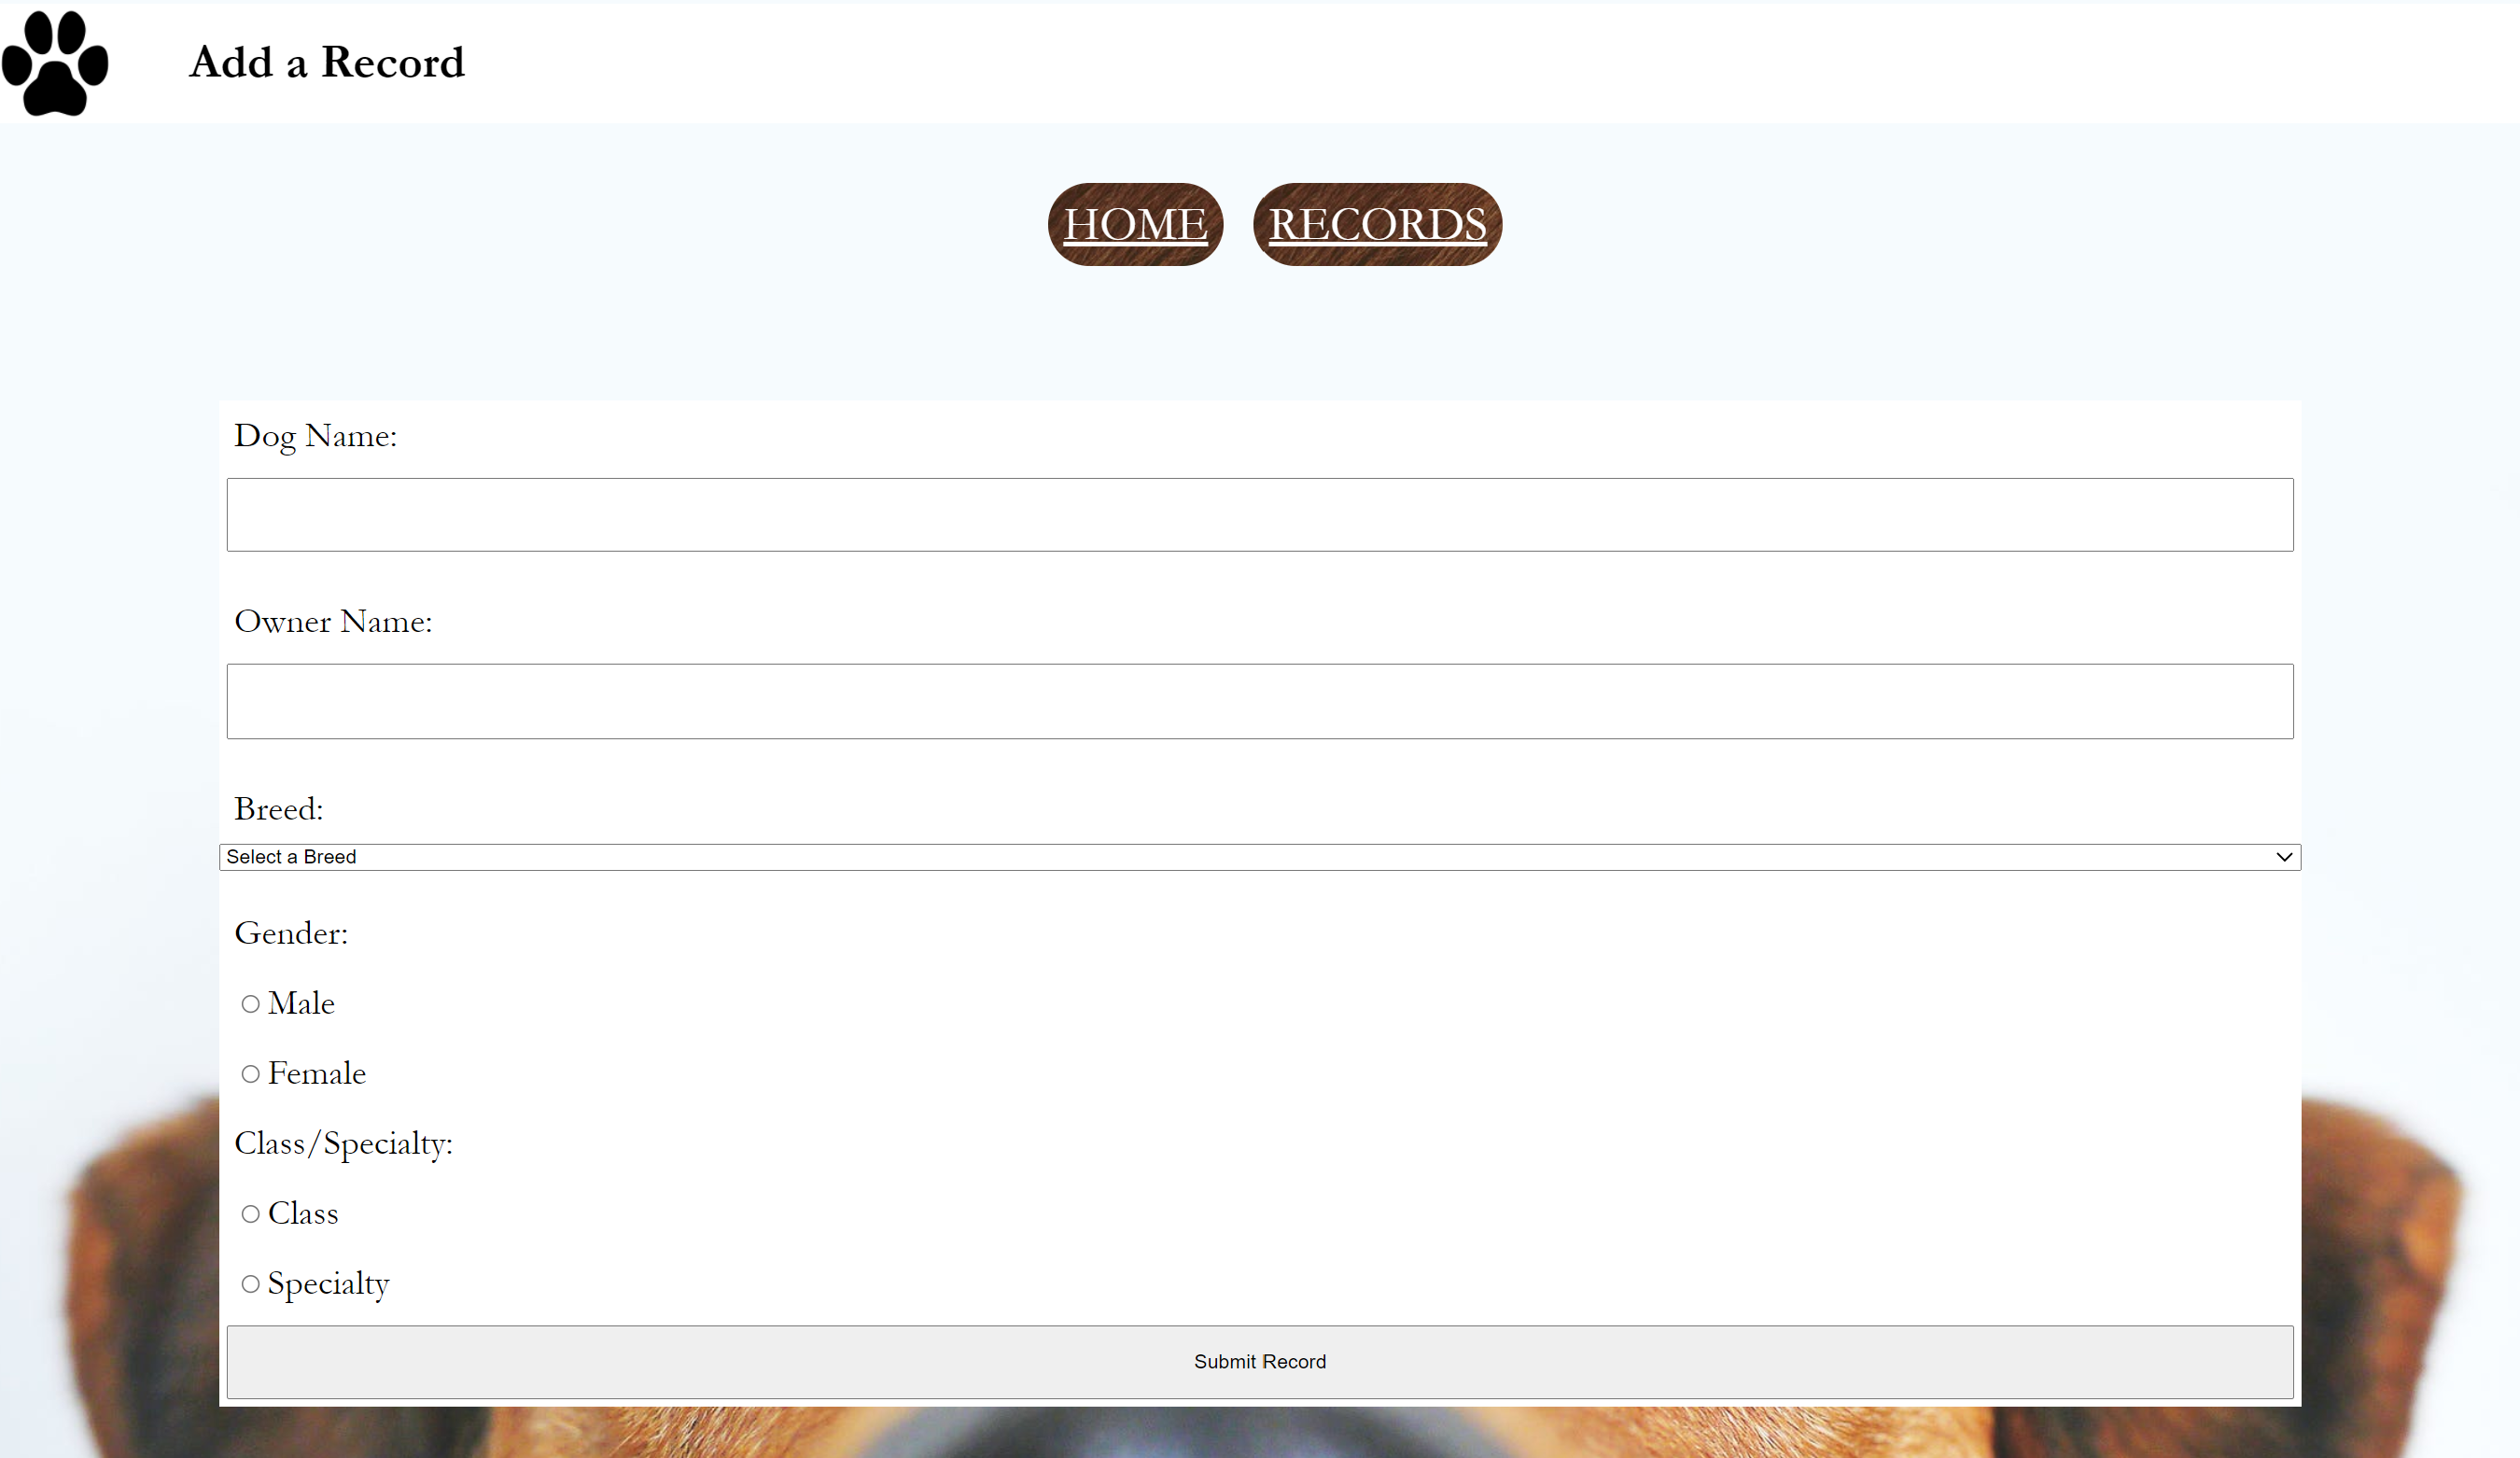 Add a Record
HOME RECORDS
Dog Name:
Owner Name:
Breed:
Select a Breed
Gender:
Male
Female
Class/Specialty:
Class
Specialty
Submit Record